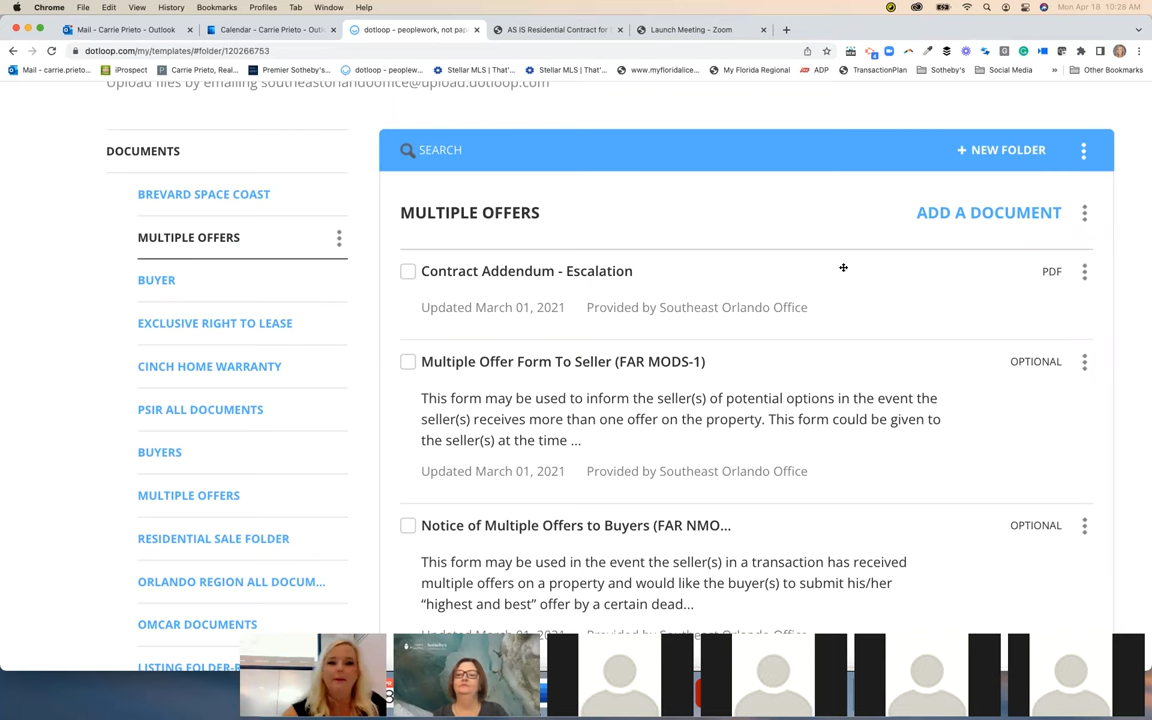 Chrome File Edit View History Bookmarks Profiles Tab Window Help Mon Apr 18 10:28 AM
Mail - Carrie Prieto - Outlook Calendar - Carrie Prieto - Outl dotloop - peoplework, not pap AS IS Residential Contract for Launch Meeting - Zoom
dotloop.com/my/templates/#folder/120266753
Mail - carrie.prieto... iProspect Carrie Prieto, Real... Premier Sotheby's... dotloop - peoplew... Stellar MLS | That'... Stellar MLS | That'... www.myfloridalice... My Florida Regional ADP TransactionPlan Sotheby's Social Media » Other Bookmarks
Upload files by emailing southeastorlandooffice@upload.dotloop.com
DOCUMENTS
BREVARD SPACE COAST
MULTIPLE OFFERS
BUYER
EXCLUSIVE RIGHT TO LEASE
CINCH HOME WARRANTY
PSIR ALL DOCUMENTS
BUYERS
MULTIPLE OFFERS
RESIDENTIAL SALE FOLDER
ORLANDO REGION ALL DOCUM...
OMCAR DOCUMENTS
SEARCH + NEW FOLDER
MULTIPLE OFFERS ADD A DOCUMENT
Contract Addendum - Escalation PDF
Updated March 01, 2021 Provided by Southeast Orlando Office
Multiple Offer Form To Seller (FAR MODS-1) OPTIONAL
This form may be used to inform the seller(s) of potential options in the event the
seller(s) receives more than one offer on the property. This form could be given to
the seller(s) at the time ...
Updated March 01, 2021 Provided by Southeast Orlando Office
Notice of Multiple Offers to Buyers (FAR NMO... OPTIONAL
This form may be used in the event the seller(s) in a transaction has received
multiple offers on a property and would like the buyer(s) to submit his/her
“highest and best” offer by a certain dead...